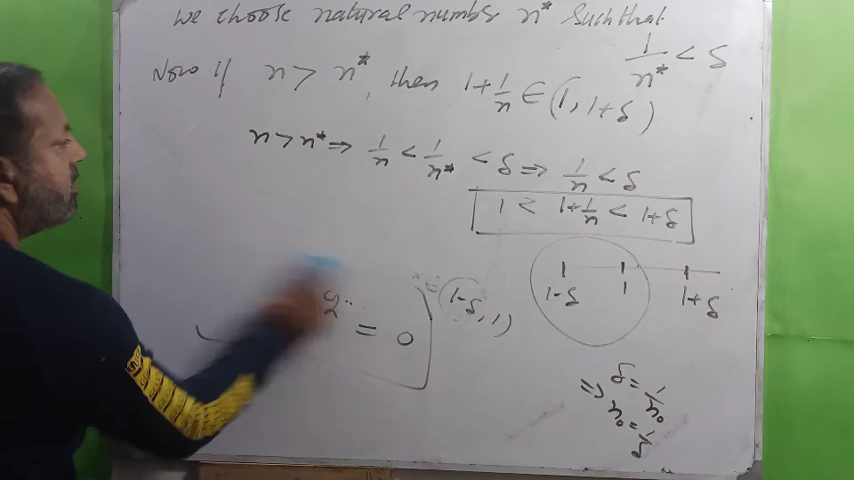 we choose natural number n* such that
1/n* < δ
Now if n > n*, then 1+1/n ∈ (1, 1+δ)
n > n* ⇒ 1/n < 1/n* < δ ⇒ 1/n < δ
1 ≤ 1+1/n < 1+δ
1-δ 1 1+δ
(1-δ, 1)
= 0
δ = 1/n₀
⇒ n₀ = 1/δ